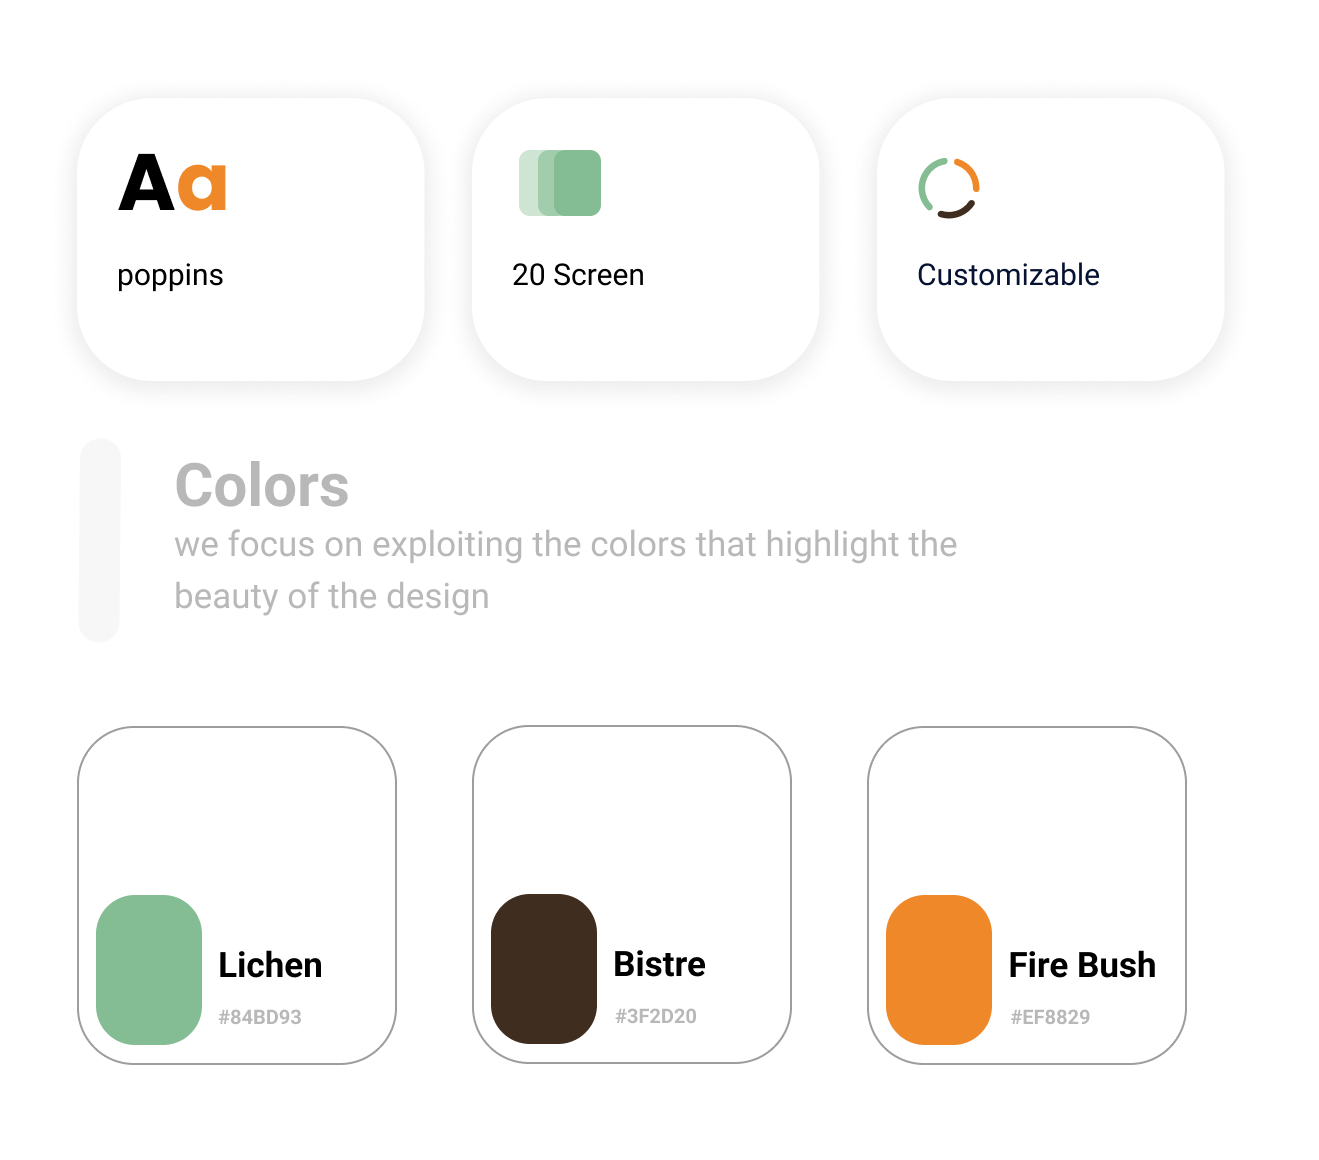 Aa
poppins
20 Screen
Customizable
Colors
we focus on exploiting the colors that highlight the
beauty of the design
Lichen
#84BD93
Bistre
#3F2D20
Fire Bush
#EF8829